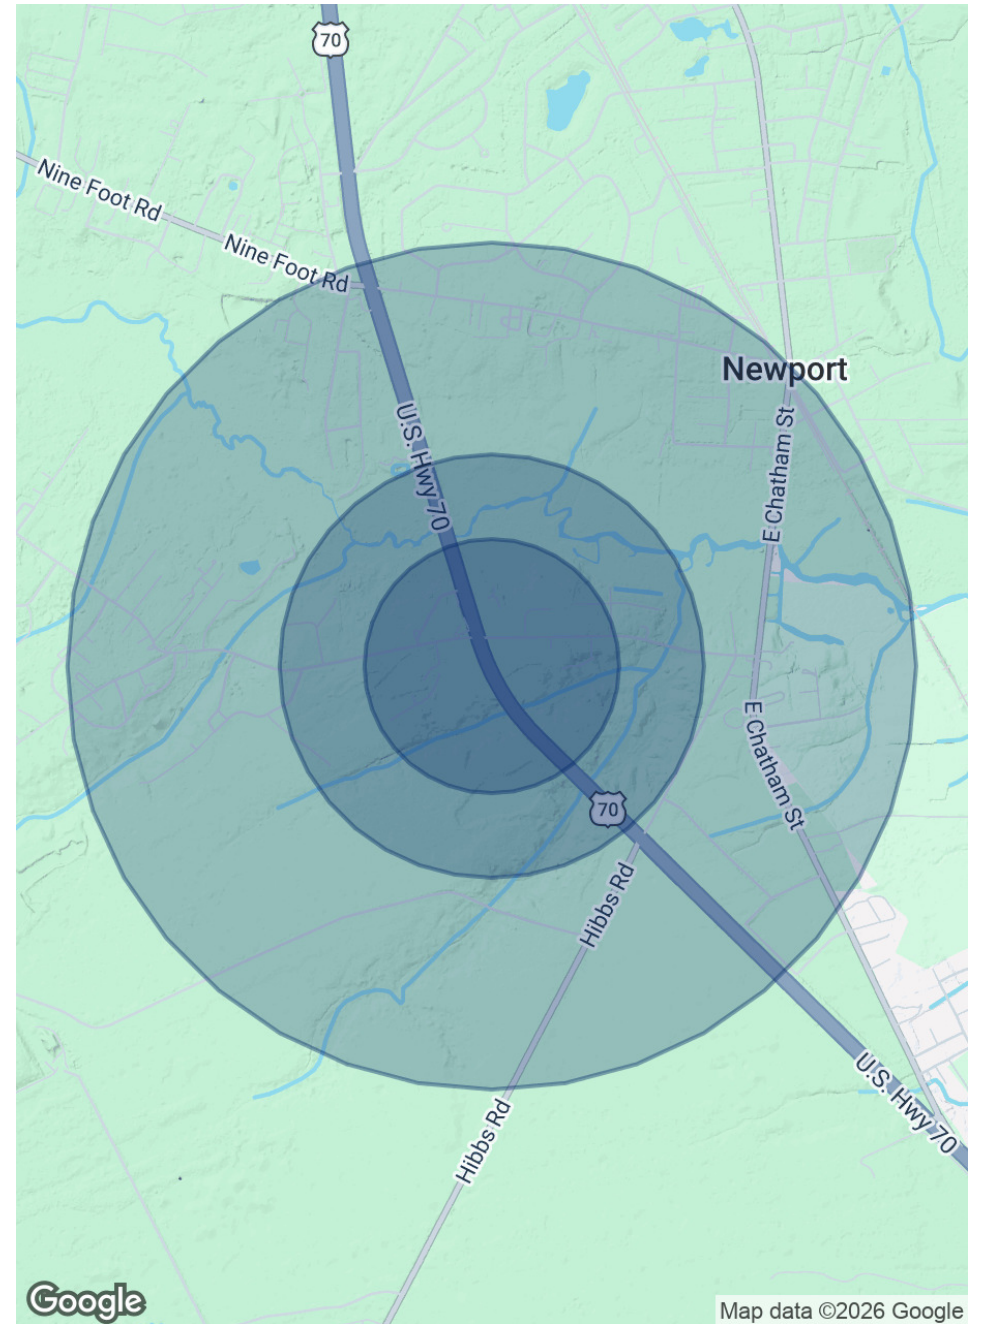 70
Nine Foot Rd
Nine Foot Rd
Newport
U.S. Hwy 70
E Chatham St
E Chatham St
70
Hibbs Rd
U.S. Hwy 70
Hibbs Rd
Google
Map data ©2026 Google